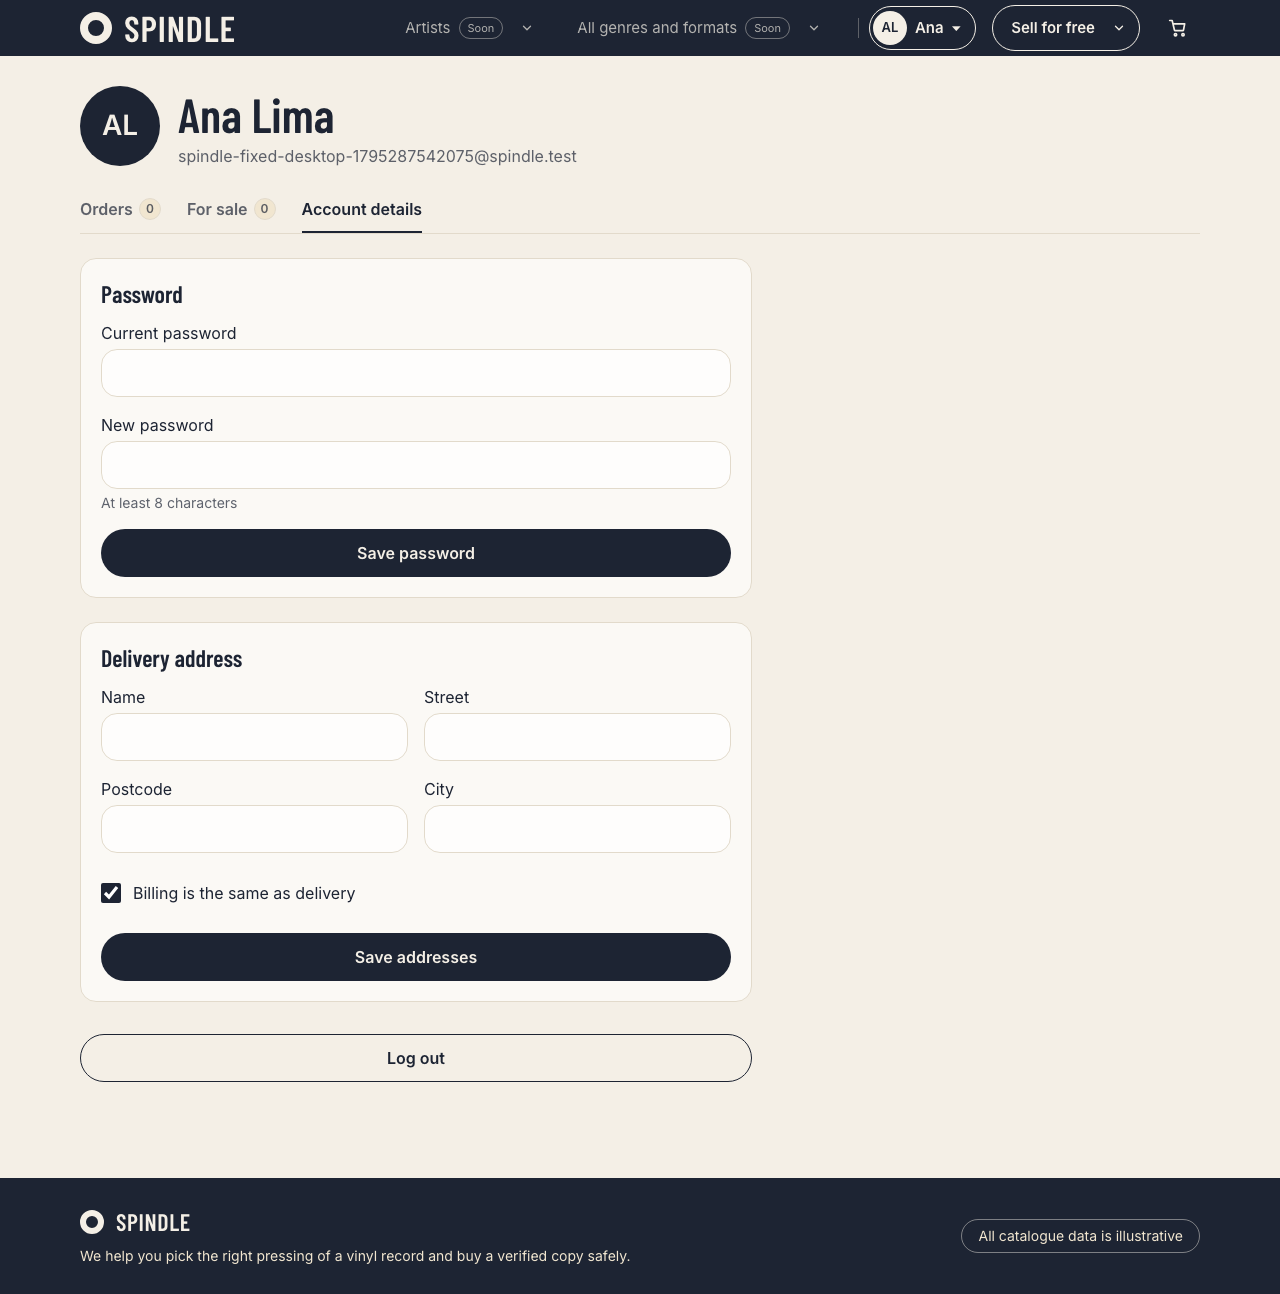 SPINDLE
Artists Soon
All genres and formats Soon
AL Ana
Sell for free
AL
Ana Lima
spindle-fixed-desktop-1795287542075@spindle.test
Orders 0
For sale 0
Account details
Password
Current password
New password
At least 8 characters
Save password
Delivery address
Name
Street
Postcode
City
Billing is the same as delivery
Save addresses
Log out
SPINDLE
We help you pick the right pressing of a vinyl record and buy a verified copy safely.
All catalogue data is illustrative